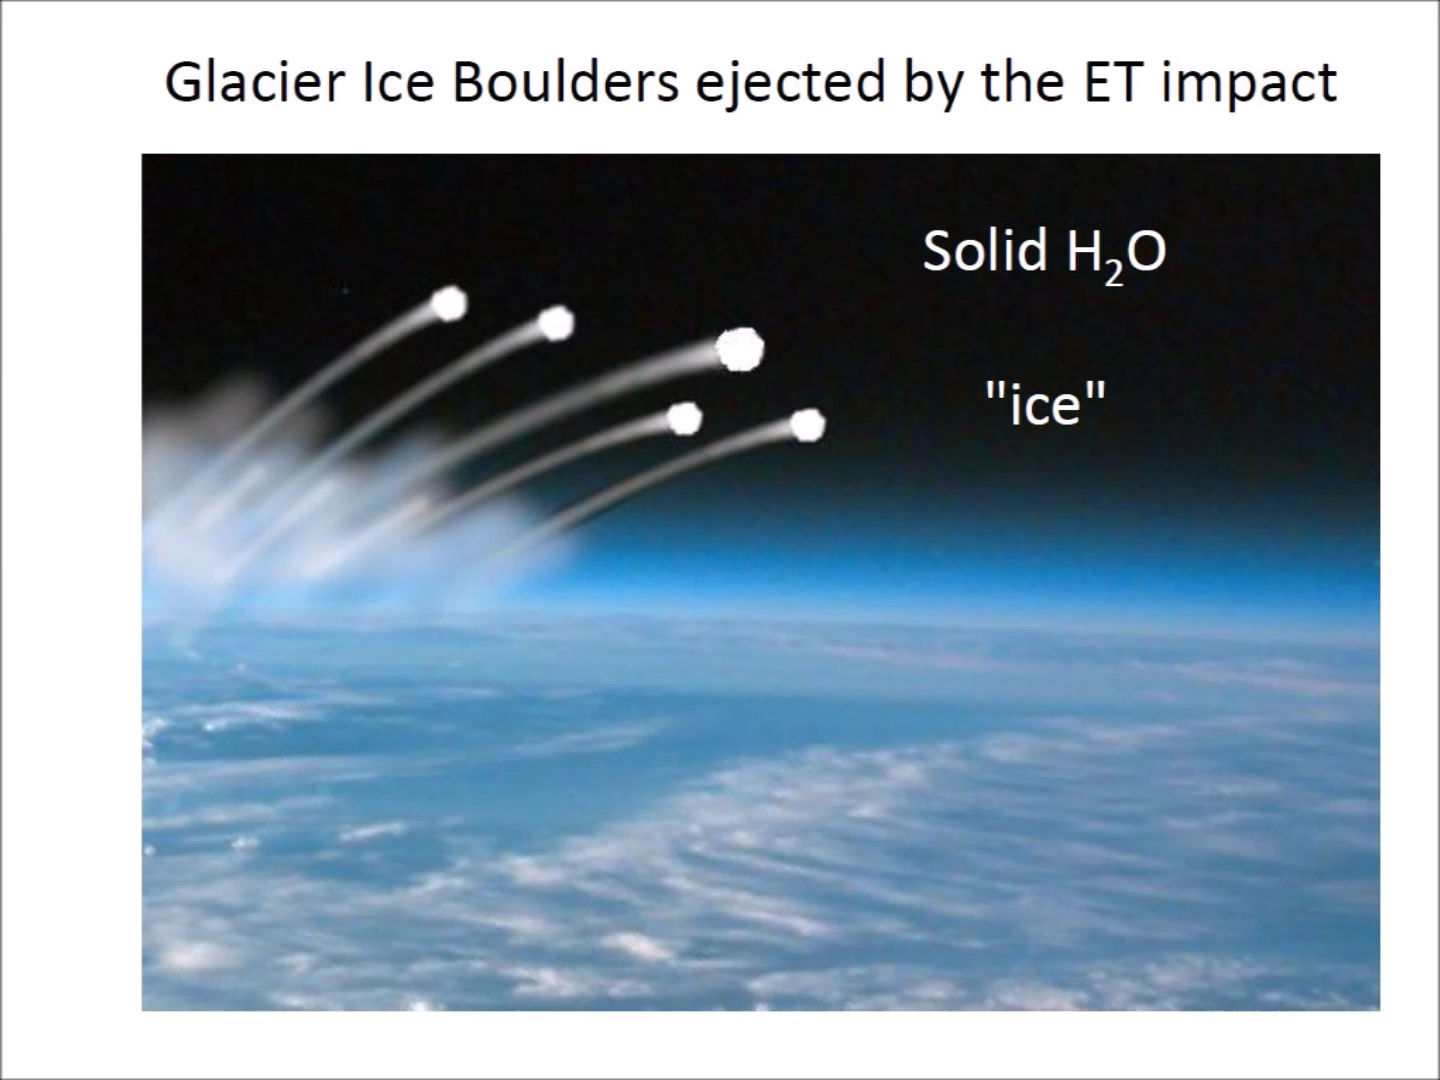 Glacier Ice Boulders ejected by the ET impact
Solid H₂O
"ice"